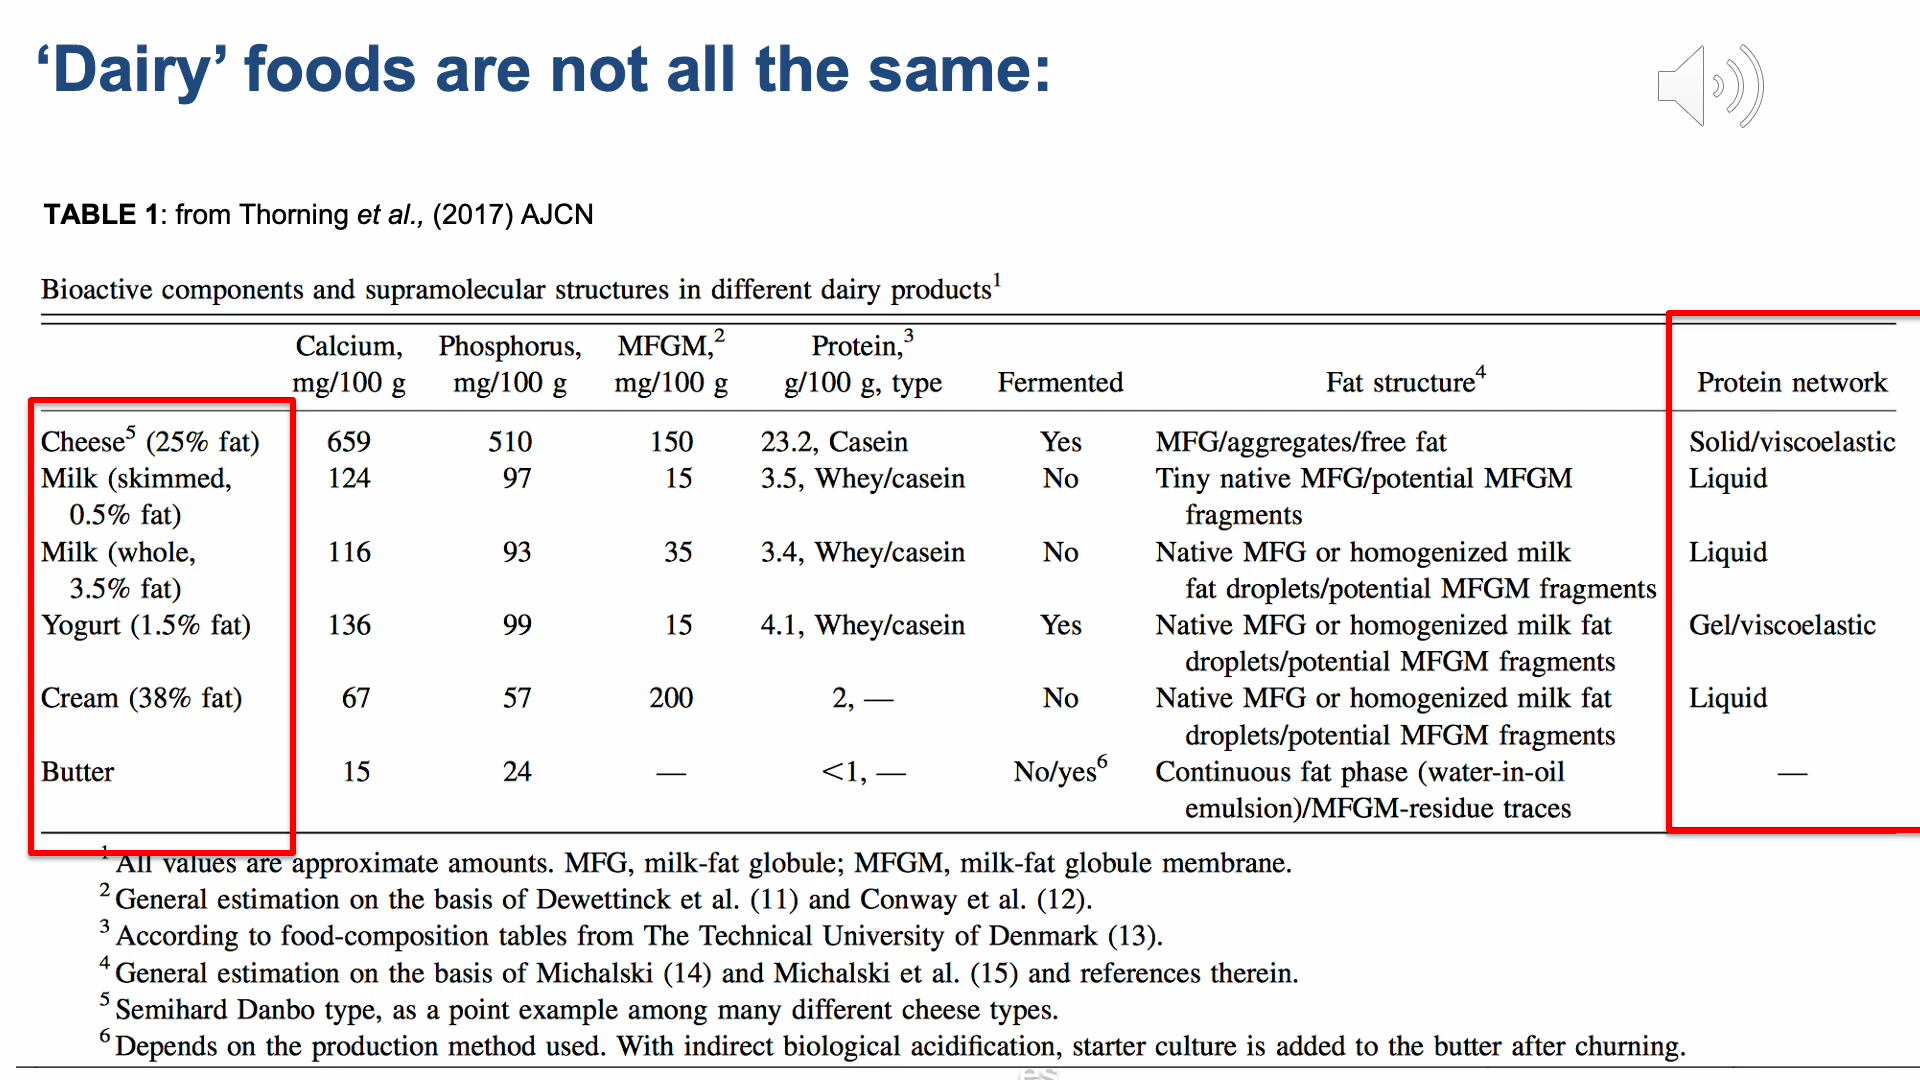 ‘Dairy’ foods are not all the same:
TABLE 1: from Thorning et al., (2017) AJCN
Bioactive components and supramolecular structures in different dairy products1
Calcium, Phosphorus, MFGM,2 Protein,3
mg/100 g mg/100 g mg/100 g g/100 g, type Fermented Fat structure4 Protein network
Cheese5 (25% fat) 659 510 150 23.2, Casein Yes MFG/aggregates/free fat Solid/viscoelastic
Milk (skimmed, 124 97 15 3.5, Whey/casein No Tiny native MFG/potential MFGM Liquid
0.5% fat) fragments
Milk (whole, 116 93 35 3.4, Whey/casein No Native MFG or homogenized milk Liquid
3.5% fat) fat droplets/potential MFGM fragments
Yogurt (1.5% fat) 136 99 15 4.1, Whey/casein Yes Native MFG or homogenized milk fat Gel/viscoelastic
droplets/potential MFGM fragments
Cream (38% fat) 67 57 200 2, — No Native MFG or homogenized milk fat Liquid
droplets/potential MFGM fragments
Butter 15 24 — <1, — No/yes6 Continuous fat phase (water-in-oil —
emulsion)/MFGM-residue traces
1 All values are approximate amounts. MFG, milk-fat globule; MFGM, milk-fat globule membrane.
2 General estimation on the basis of Dewettinck et al. (11) and Conway et al. (12).
3 According to food-composition tables from The Technical University of Denmark (13).
4 General estimation on the basis of Michalski (14) and Michalski et al. (15) and references therein.
5 Semihard Danbo type, as a point example among many different cheese types.
6 Depends on the production method used. With indirect biological acidification, starter culture is added to the butter after churning.